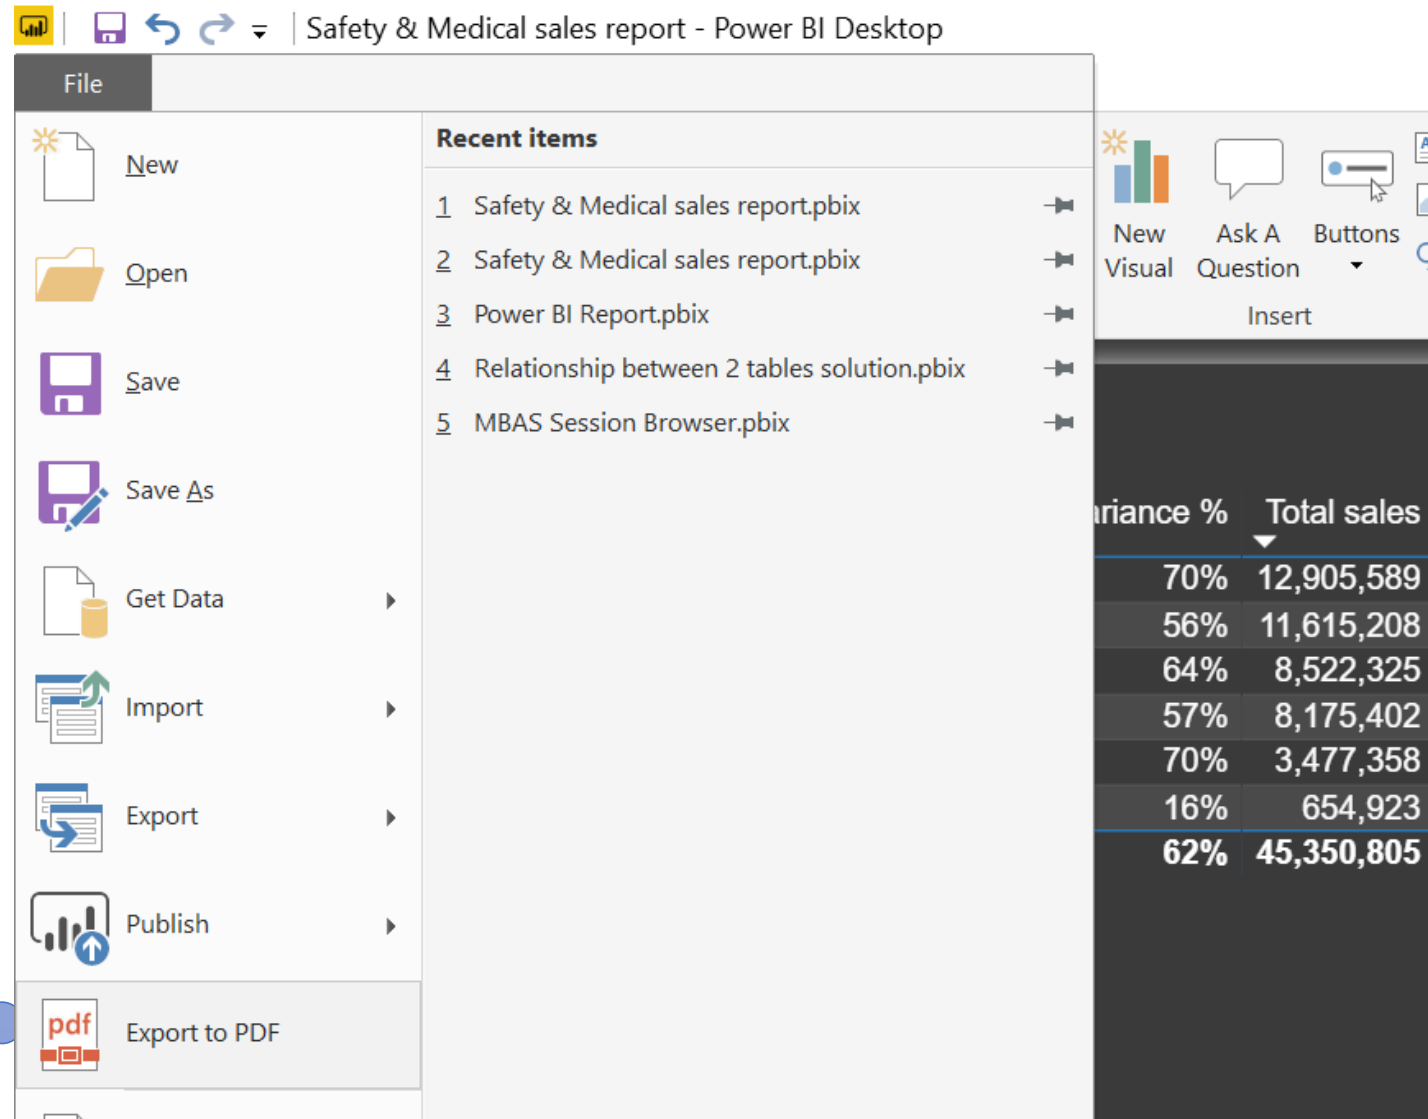 Safety & Medical sales report - Power BI Desktop
File
New
Open
Save
Save As
Get Data
Import
Export
Publish
pdf
Export to PDF
Recent items
1 Safety & Medical sales report.pbix
2 Safety & Medical sales report.pbix
3 Power BI Report.pbix
4 Relationship between 2 tables solution.pbix
5 MBAS Session Browser.pbix
New
Visual
Ask A
Question
Buttons
Insert
A
ariance % Total sales
70% 12,905,589
56% 11,615,208
64% 8,522,325
57% 8,175,402
70% 3,477,358
16% 654,923
62% 45,350,805